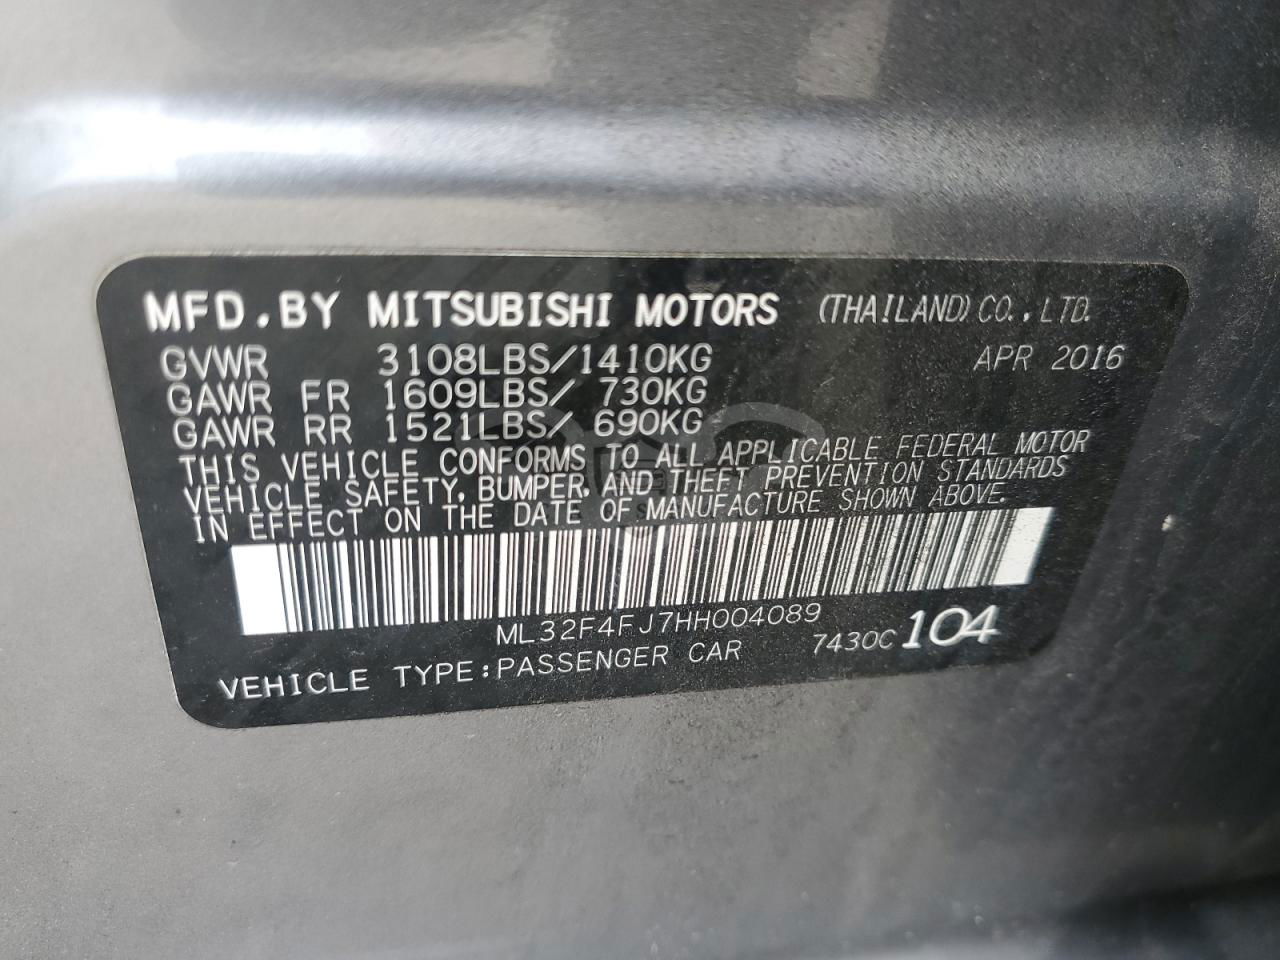 MFD.BY MITSUBISHI MOTORS (THAILAND) CO., LTD.
GVWR 3108LBS/1410KG APR 2016
GAWR FR 1609LBS/ 730KG
GAWR RR 1521LBS/ 690KG
THIS VEHICLE CONFORMS TO ALL APPLICABLE FEDERAL MOTOR
VEHICLE SAFETY, BUMPER, AND THEFT PREVENTION STANDARDS
IN EFFECT ON THE DATE OF MANUFACTURE SHOWN ABOVE.
ML32F4FJ7HH004089
VEHICLE TYPE:PASSENGER CAR 7430C 104